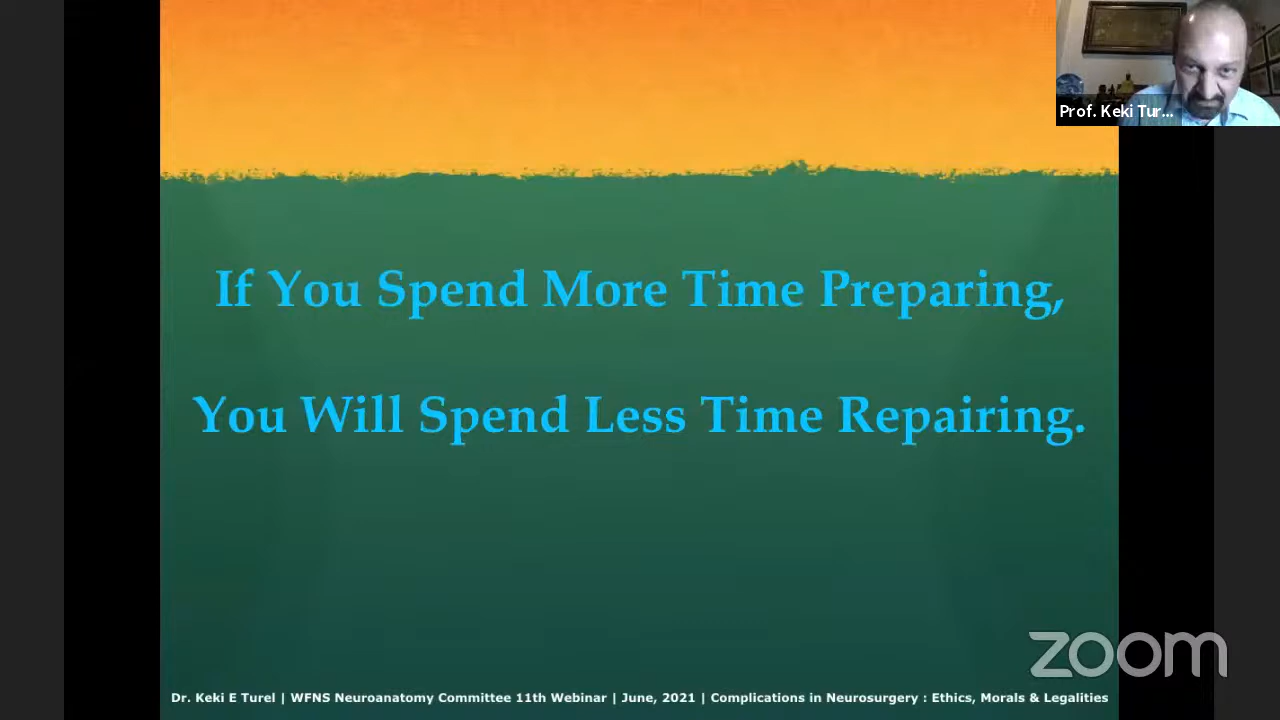 Prof. Keki Tur...
If You Spend More Time Preparing,
You Will Spend Less Time Repairing.
zoom
Dr. Keki E Turel | WFNS Neuroanatomy Committee 11th Webinar | June, 2021 | Complications in Neurosurgery : Ethics, Morals & Legalities